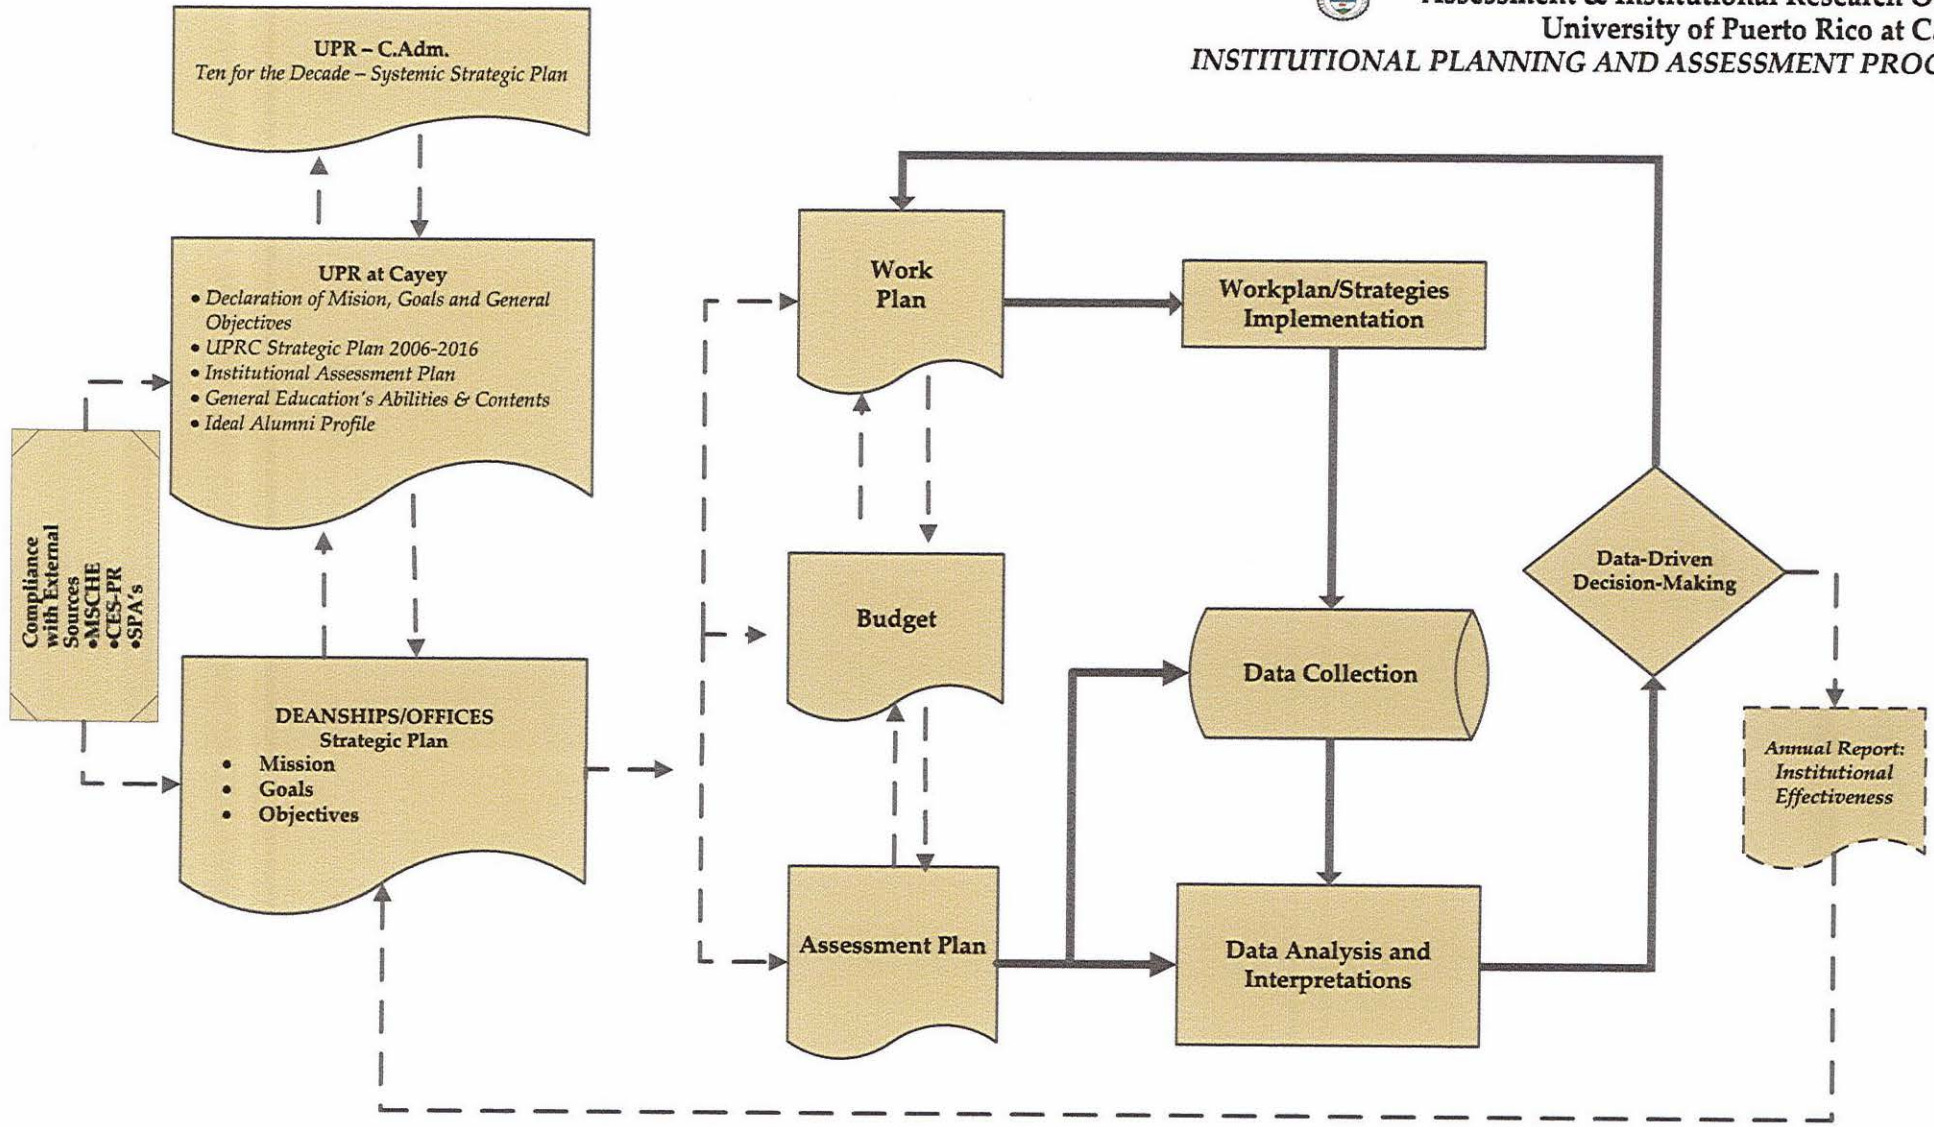 Assessment & Institutional Research
University of Puerto Rico at
INSTITUTIONAL PLANNING AND ASSESSMENT
UPR – C.Adm.
Ten for the Decade – Systemic Strategic Plan
UPR at Cayey
• Declaration of Mision, Goals and General
Objectives
• UPRC Strategic Plan 2006-2016
• Institutional Assessment Plan
• General Education's Abilities & Contents
• Ideal Alumni Profile
Compliance
with External
Sources
•MSCHE
•CES-PR
•SPA's
DEANSHIPS/OFFICES
Strategic Plan
• Mission
• Goals
• Objectives
Work
Plan
Budget
Assessment Plan
Workplan/Strategies
Implementation
Data Collection
Data Analysis and
Interpretations
Data-Driven
Decision-Making
Annual Report:
Institutional
Effectiveness